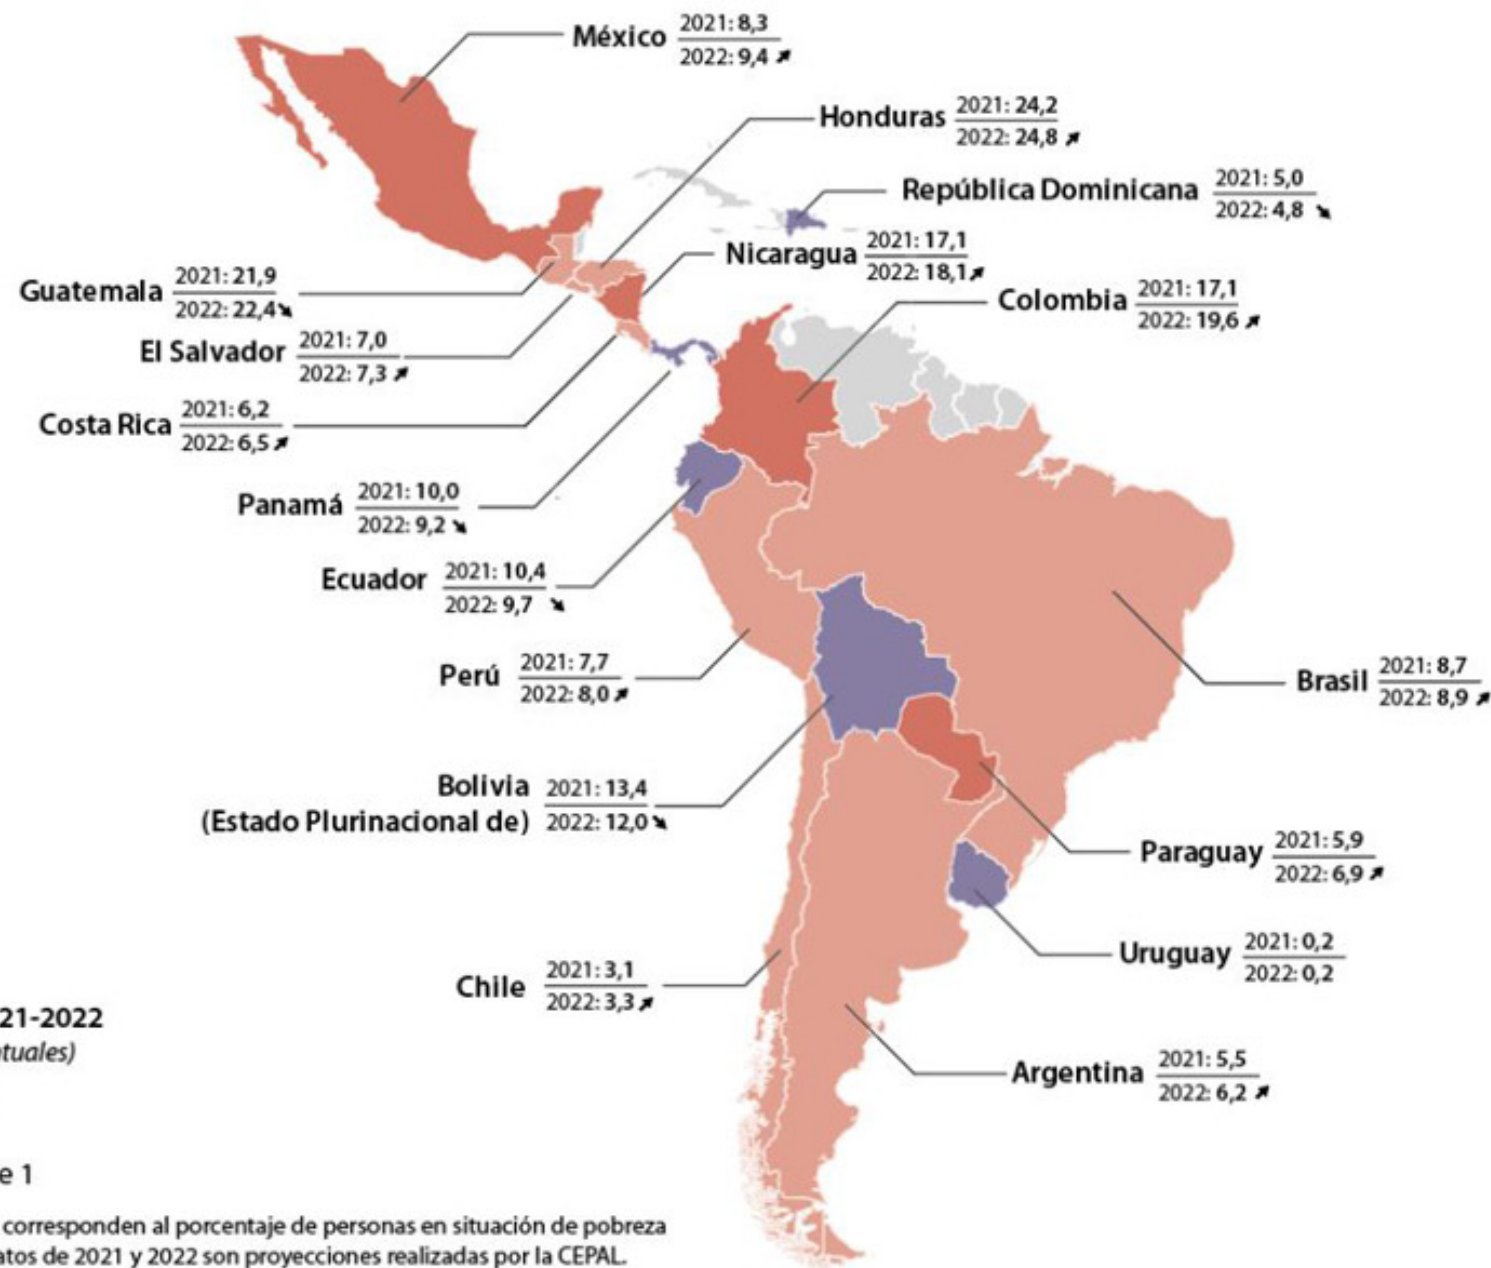 México 2021: 8,3
2022: 9,4
Honduras 2021: 24,2
2022: 24,8
República Dominicana 2021: 5,0
2022: 4,8
Nicaragua 2021: 17,1
2022: 18,1
Guatemala 2021: 21,9
2022: 22,4
Colombia 2021: 17,1
2022: 19,6
El Salvador 2021: 7,0
2022: 7,3
Costa Rica 2021: 6,2
2022: 6,5
Panamá 2021: 10,0
2022: 9,2
Ecuador 2021: 10,4
2022: 9,7
Perú 2021: 7,7
2022: 8,0
Brasil 2021: 8,7
2022: 8,9
Bolivia
(Estado Plurinacional de)
2021: 13,4
2022: 12,0
Paraguay 2021: 5,9
2022: 6,9
Uruguay 2021: 0,2
2022: 0,2
Chile 2021: 3,1
2022: 3,3
21-2022
tuales)
Argentina 2021: 5,5
2022: 6,2
e 1
corresponden al porcentaje de personas en situación de pobreza
atos de 2021 y 2022 son proyecciones realizadas por la CEPAL.